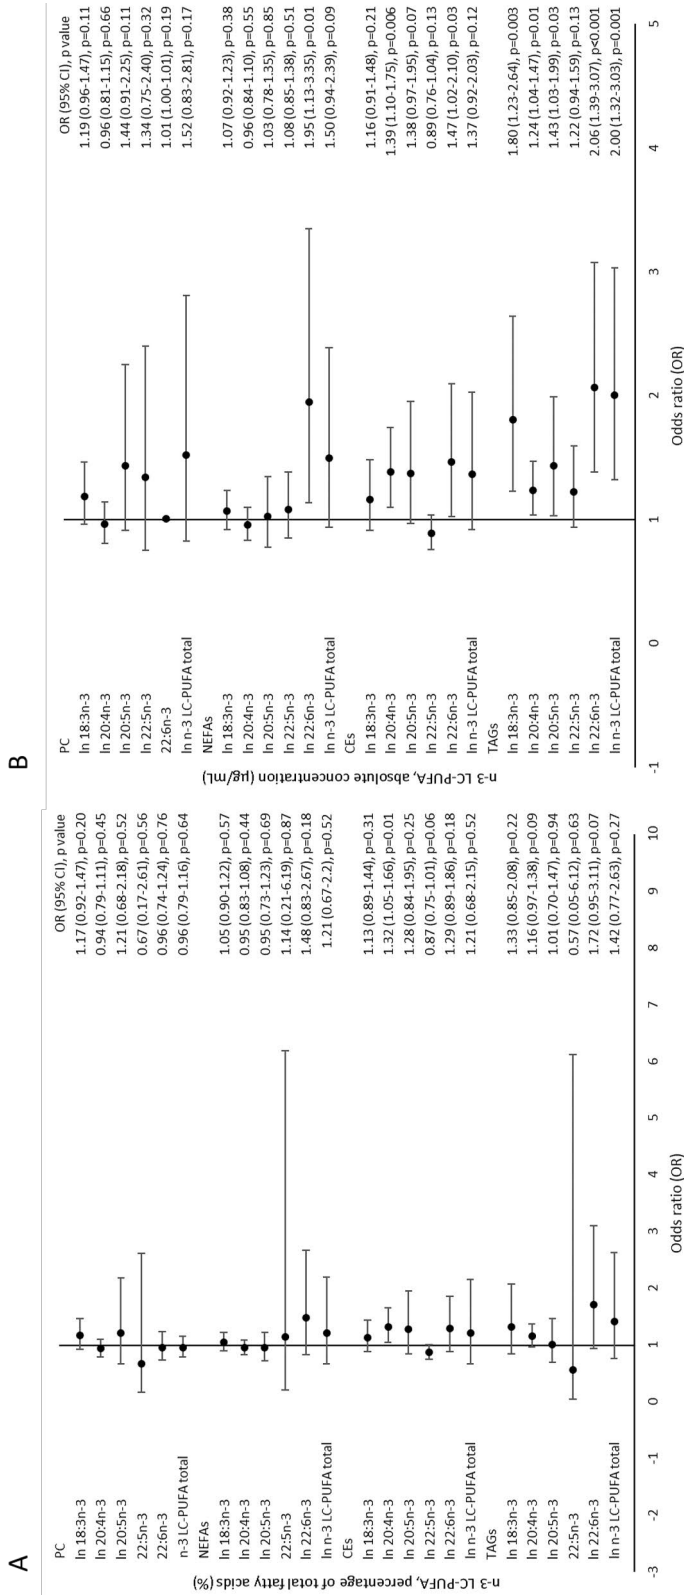 A
n-3 LC-PUFA, percentage of total fatty acids (%)
OR (95% CI), p value
PC
ln 18:3n-3 1.17 (0.92-1.47), p=0.20
ln 20:4n-3 0.94 (0.79-1.11), p=0.45
ln 20:5n-3 1.21 (0.68-2.18), p=0.52
22:5n-3 0.67 (0.17-2.61), p=0.56
22:6n-3 0.96 (0.74-1.24), p=0.76
n-3 LC-PUFA total 0.96 (0.79-1.16), p=0.64
NEFAs
ln 18:3n-3 1.05 (0.90-1.22), p=0.57
ln 20:4n-3 0.95 (0.83-1.08), p=0.44
ln 20:5n-3 0.95 (0.73-1.23), p=0.69
22:5n-3 1.14 (0.21-6.19), p=0.87
ln 22:6n-3 1.48 (0.83-2.67), p=0.18
ln n-3 LC-PUFA total 1.21 (0.67-2.2), p=0.52
CEs
ln 18:3n-3 1.13 (0.89-1.44), p=0.31
ln 20:4n-3 1.32 (1.05-1.66), p=0.01
ln 20:5n-3 1.28 (0.84-1.95), p=0.25
ln 22:5n-3 0.87 (0.75-1.01), p=0.06
ln 22:6n-3 1.29 (0.89-1.86), p=0.18
ln n-3 LC-PUFA total 1.21 (0.68-2.15), p=0.52
TAGs
ln 18:3n-3 1.33 (0.85-2.08), p=0.22
ln 20:4n-3 1.16 (0.97-1.38), p=0.09
ln 20:5n-3 1.01 (0.70-1.47), p=0.94
22:5n-3 0.57 (0.05-6.12), p=0.63
ln 22:6n-3 1.72 (0.95-3.11), p=0.07
ln n-3 LC-PUFA total 1.42 (0.77-2.63), p=0.27
-3 -2 -1 0 1 2 3 4 5 6 7 8 9 10
Odds ratio (OR)
B
n-3 LC-PUFA, absolute concentration (µg/mL)
OR (95% CI), p value
PC
ln 18:3n-3 1.19 (0.96-1.47), p=0.11
ln 20:4n-3 0.96 (0.81-1.15), p=0.66
ln 20:5n-3 1.44 (0.91-2.25), p=0.11
ln 22:5n-3 1.34 (0.75-2.40), p=0.32
22:6n-3 1.01 (1.00-1.01), p=0.19
ln n-3 LC-PUFA total 1.52 (0.83-2.81), p=0.17
NEFAs
ln 18:3n-3 1.07 (0.92-1.23), p=0.38
ln 20:4n-3 0.96 (0.84-1.10), p=0.55
ln 20:5n-3 1.03 (0.78-1.35), p=0.85
ln 22:5n-3 1.08 (0.85-1.38), p=0.51
ln 22:6n-3 1.95 (1.13-3.35), p=0.01
ln n-3 LC-PUFA total 1.50 (0.94-2.39), p=0.09
CEs
ln 18:3n-3 1.16 (0.91-1.48), p=0.21
ln 20:4n-3 1.39 (1.10-1.75), p=0.006
ln 20:5n-3 1.38 (0.97-1.95), p=0.07
ln 22:5n-3 0.89 (0.76-1.04), p=0.13
ln 22:6n-3 1.47 (1.02-2.10), p=0.03
ln n-3 LC-PUFA total 1.37 (0.92-2.03), p=0.12
TAGs
ln 18:3n-3 1.80 (1.23-2.64), p=0.003
ln 20:4n-3 1.24 (1.04-1.47), p=0.01
ln 20:5n-3 1.43 (1.03-1.99), p=0.03
ln 22:5n-3 1.22 (0.94-1.59), p=0.13
ln 22:6n-3 2.06 (1.39-3.07), p<0.001
ln n-3 LC-PUFA total 2.00 (1.32-3.03), p=0.001
-1 0 1 2 3 4 5
Odds ratio (OR)